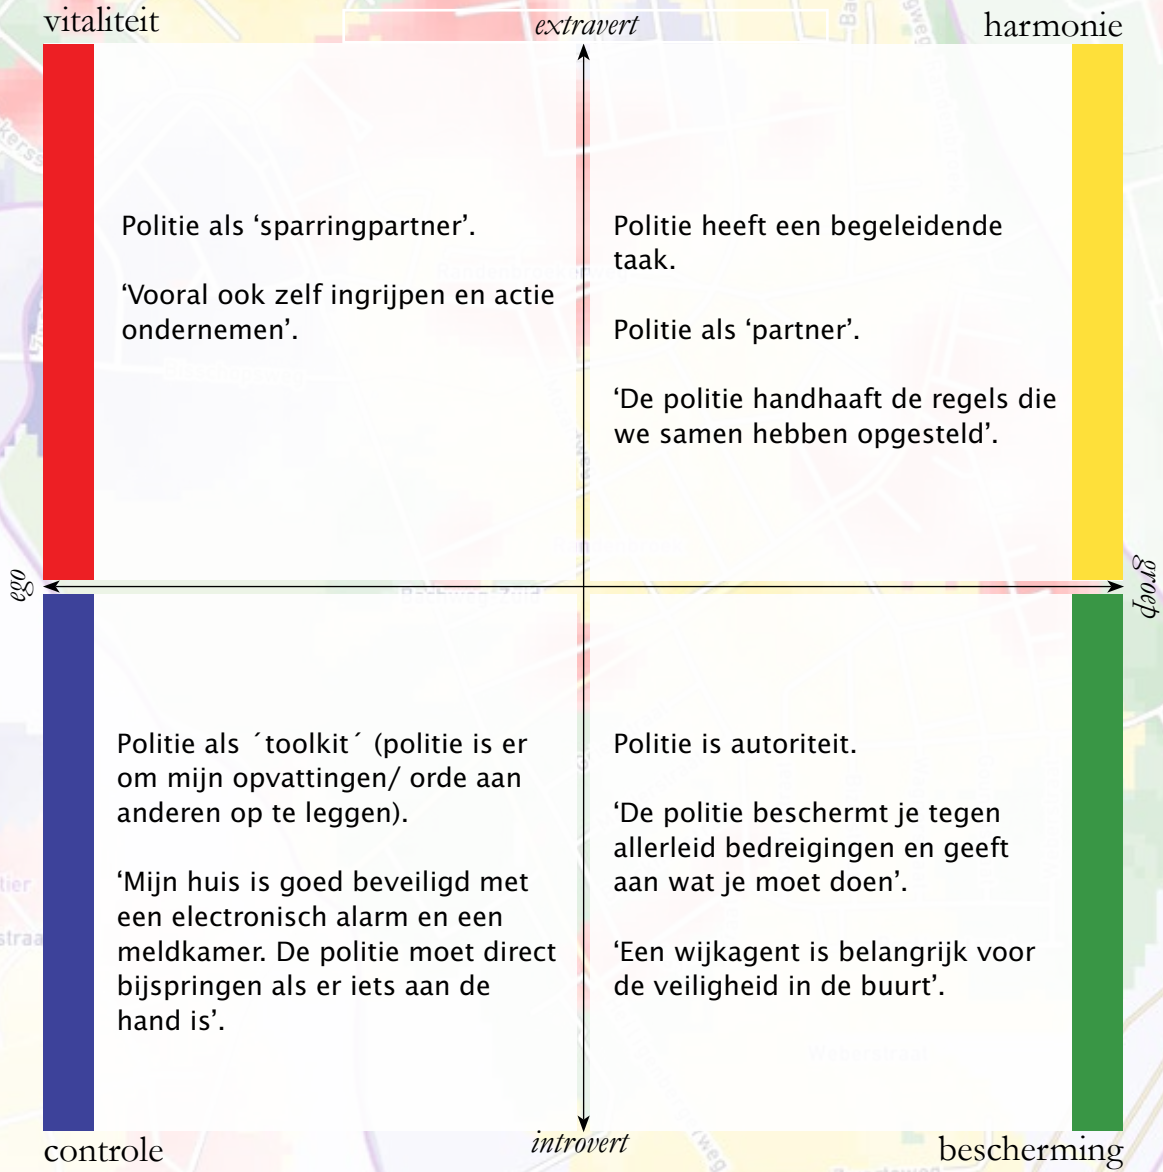 vitaliteit
extravert
harmonie
Politie als ‘sparringpartner’.
‘Vooral ook zelf ingrijpen en actie
ondernemen’.
Politie heeft een begeleidende
taak.
Politie als ‘partner’.
‘De politie handhaaft de regels die
we samen hebben opgesteld’.
ego
groep
Politie als ´toolkit´ (politie is er
om mijn opvattingen/ orde aan
anderen op te leggen).
‘Mijn huis is goed beveiligd met
een electronisch alarm en een
meldkamer. De politie moet direct
bijspringen als er iets aan de
hand is’.
Politie is autoriteit.
‘De politie beschermt je tegen
allerleid bedreigingen en geeft
aan wat je moet doen’.
‘Een wijkagent is belangrijk voor
de veiligheid in de buurt’.
controle
introvert
bescherming